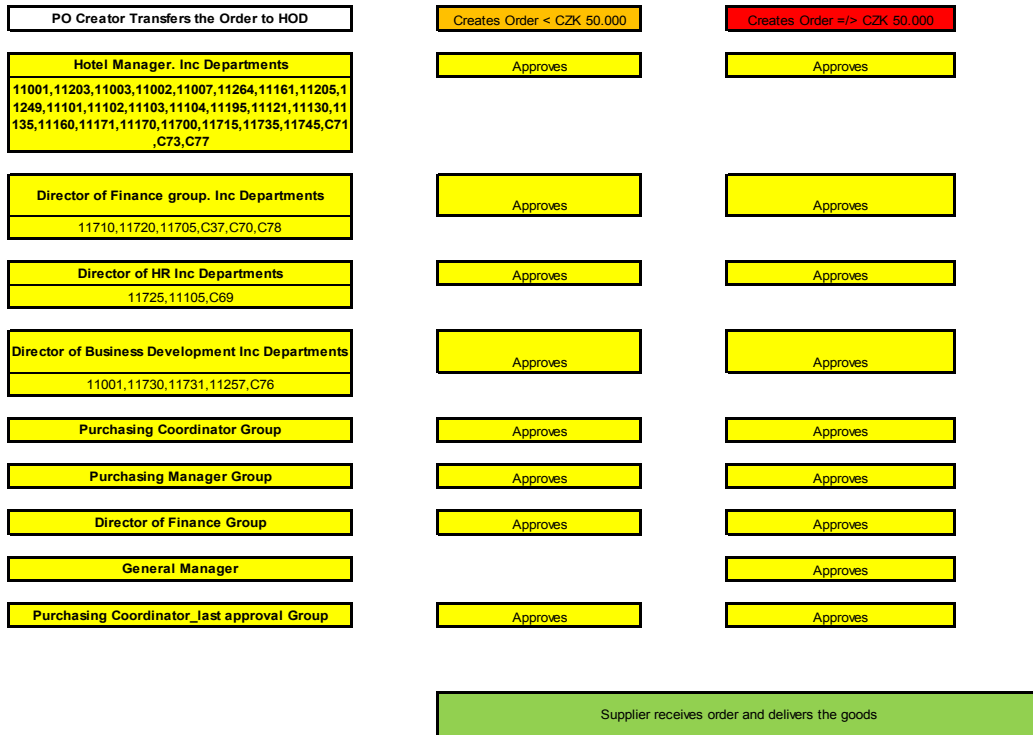 PO Creator Transfers the Order to HOD
Creates Order < CZK 50.000
Creates Order =/> CZK 50.000
Hotel Manager. Inc Departments
Approves
Approves
11001,11203,11003,11002,11007,11264,11161,11205,1
1249,11101,11102,11103,11104,11195,11121,11130,11
135,11160,11171,11170,11700,11715,11735,11745,C71
,C73,C77
Director of Finance group. Inc Departments
Approves
Approves
11710,11720,11705,C37,C70,C78
Director of HR Inc Departments
Approves
Approves
11725,11105,C69
Director of Business Development Inc Departments
Approves
Approves
11001,11730,11731,11257,C76
Purchasing Coordinator Group
Approves
Approves
Purchasing Manager Group
Approves
Approves
Director of Finance Group
Approves
Approves
General Manager
Approves
Purchasing Coordinator_last approval Group
Approves
Approves
Supplier receives order and delivers the goods